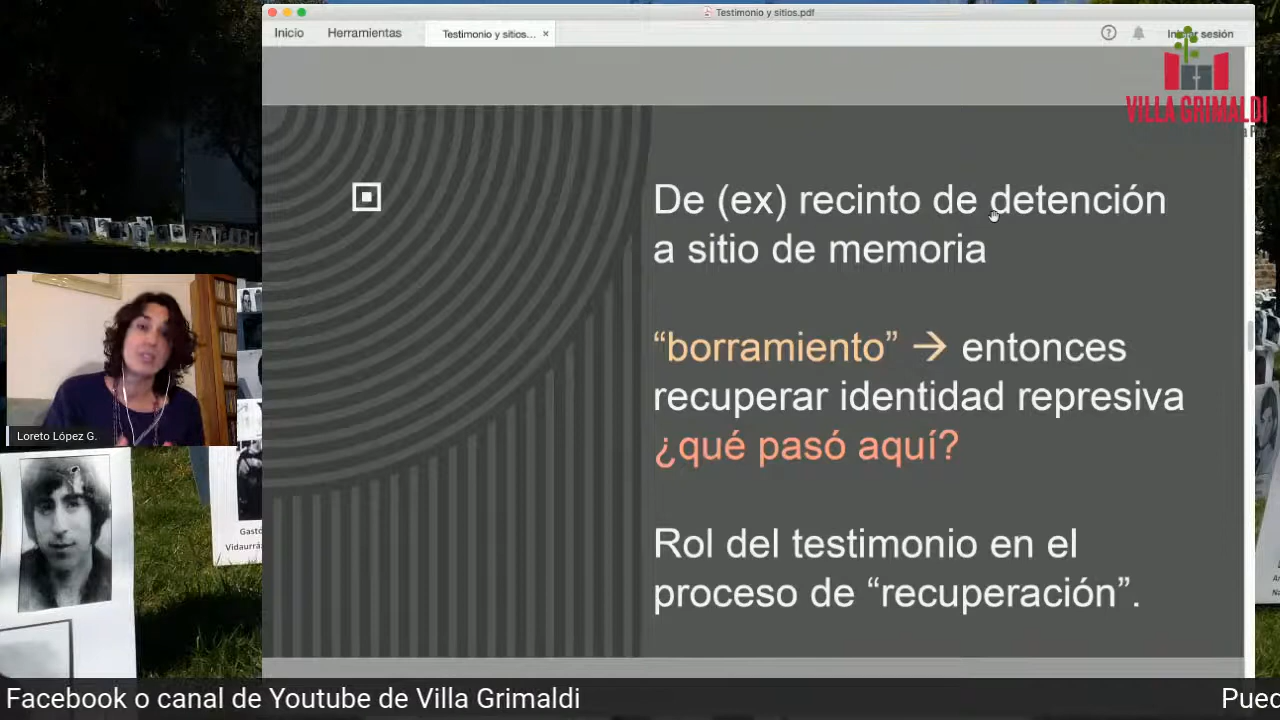 Testimonio y sitios.pdf
Inicio
Herramientas
Testimonio y sitios... ×
VILLA GRIMALDI
De (ex) recinto de detención
a sitio de memoria
“borramiento” → entonces
recuperar identidad represiva
¿qué pasó aquí?
Rol del testimonio en el
proceso de “recuperación”.
Loreto López G.
Facebook o canal de Youtube de Villa Grimaldi